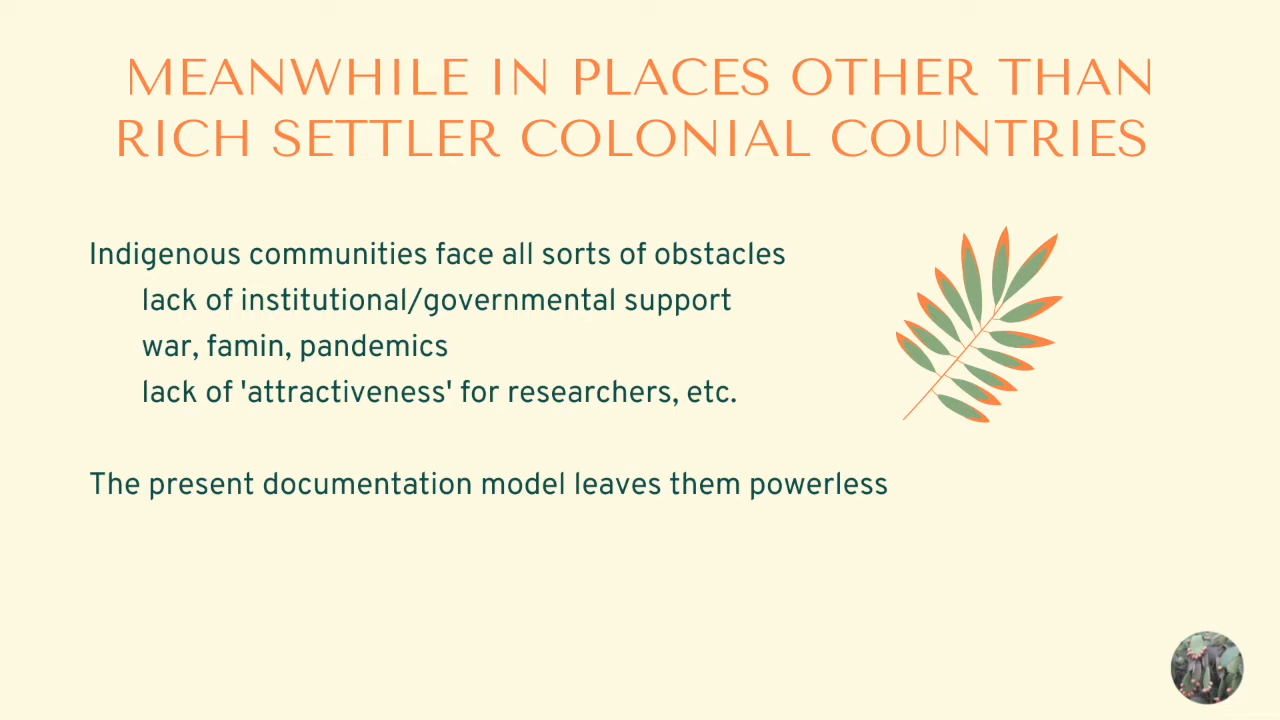 MEANWHILE IN PLACES OTHER THAN
RICH SETTLER COLONIAL COUNTRIES
Indigenous communities face all sorts of obstacles
lack of institutional/governmental support
war, famin, pandemics
lack of 'attractiveness' for researchers, etc.
The present documentation model leaves them powerless